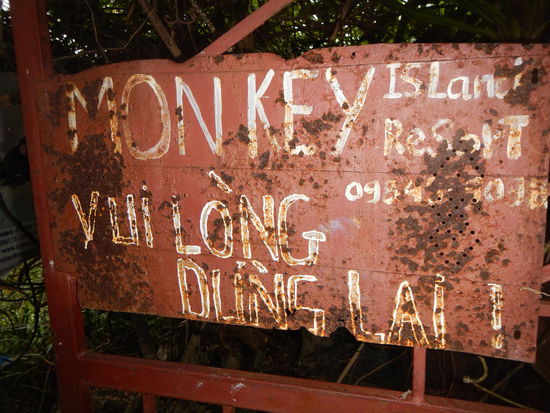 MONKEY ISLanD
ReSoRT
VUi LÒNG
DỪNG LẠi !